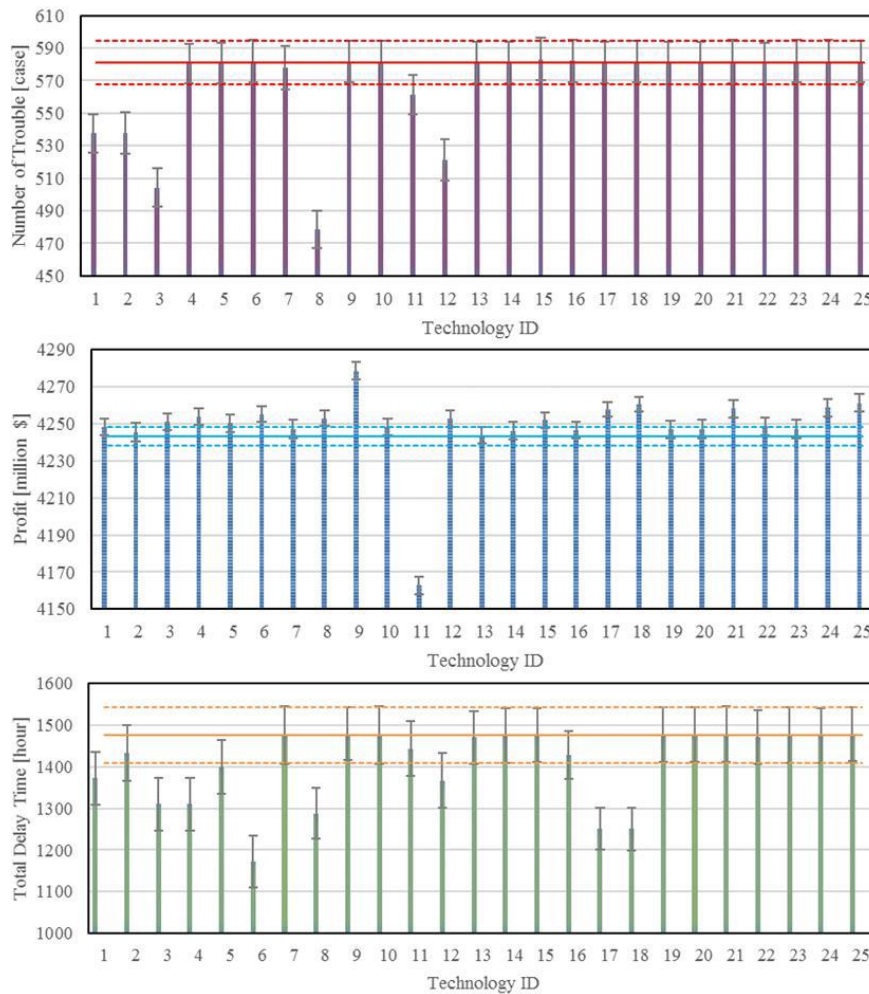 610
590
570
550
530
510
490
470
450
Number of Trouble [case]
1 2 3 4 5 6 7 8 9 10 11 12 13 14 15 16 17 18 19 20 21 22 23 24 25
Technology ID
4290
4270
4250
4230
4210
4190
4170
4150
Profit [million $]
1 2 3 4 5 6 7 8 9 10 11 12 13 14 15 16 17 18 19 20 21 22 23 24 25
Technology ID
1600
1500
1400
1300
1200
1100
1000
Total Delay Time [hour]
1 2 3 4 5 6 7 8 9 10 11 12 13 14 15 16 17 18 19 20 21 22 23 24 25
Technology ID